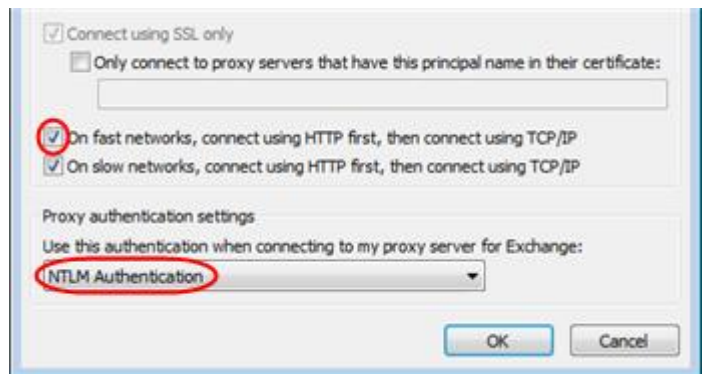 Connect using SSL only
Only connect to proxy servers that have this principal name in their certificate:
On fast networks, connect using HTTP first, then connect using TCP/IP
On slow networks, connect using HTTP first, then connect using TCP/IP
Proxy authentication settings
Use this authentication when connecting to my proxy server for Exchange:
NTLM Authentication
OK Cancel